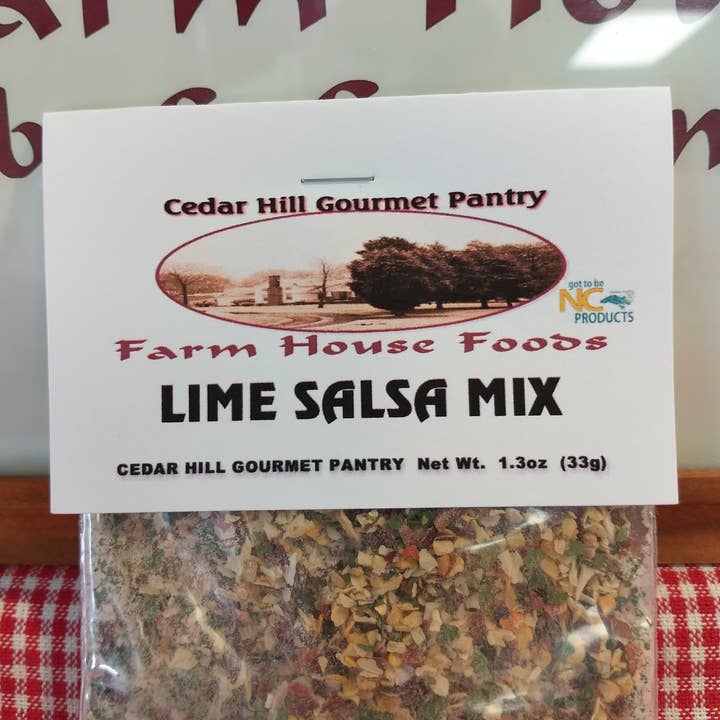 Cedar Hill Gourmet Pantry
got to be
NC
PRODUCTS
Farm House Foods
LIME SALSA MIX
CEDAR HILL GOURMET PANTRY Net Wt. 1.3oz (33g)